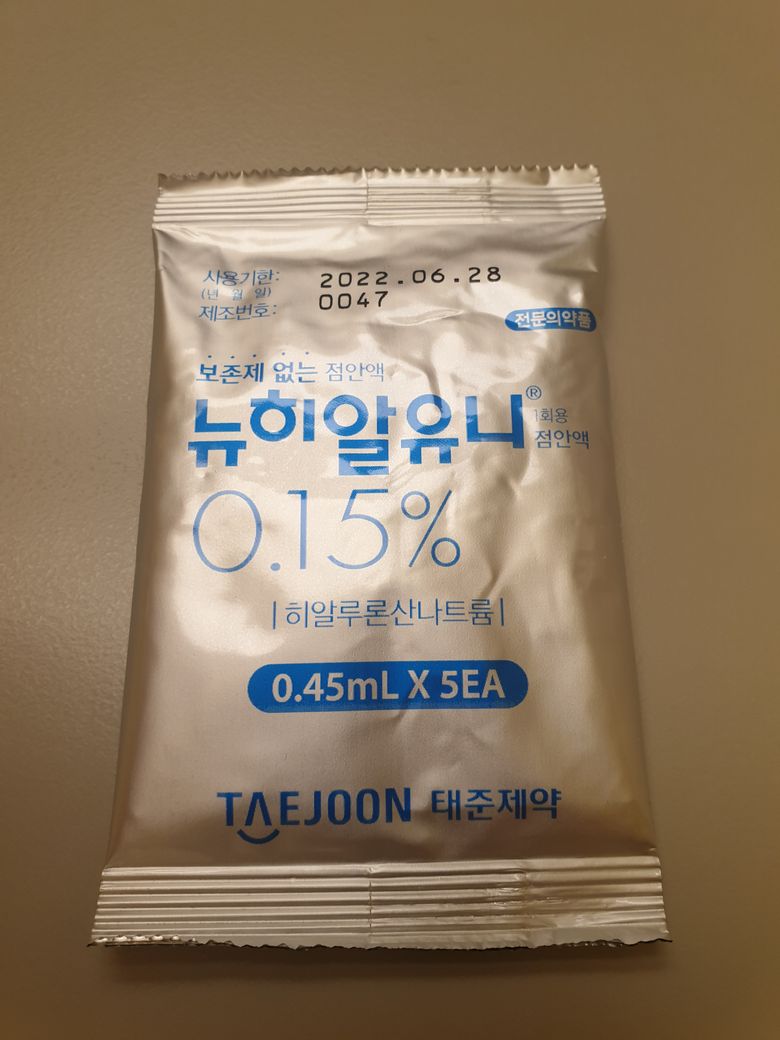 사용기한: 2022.06.28
(년 월 일)
제조번호: 0047
전문의약품
보존제 없는 점안액
뉴히알유니® 1회용 점안액
0.15%
|히알루론산나트륨|
0.45mL X 5EA
TAEJOON 태준제약